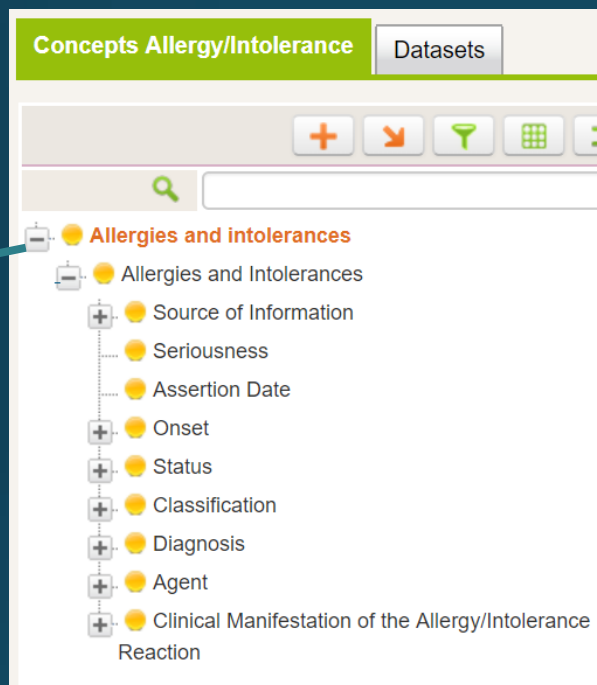 Concepts Allergy/Intolerance Datasets
Allergies and intolerances
Allergies and Intolerances
Source of Information
Seriousness
Assertion Date
Onset
Status
Classification
Diagnosis
Agent
Clinical Manifestation of the Allergy/Intolerance
Reaction